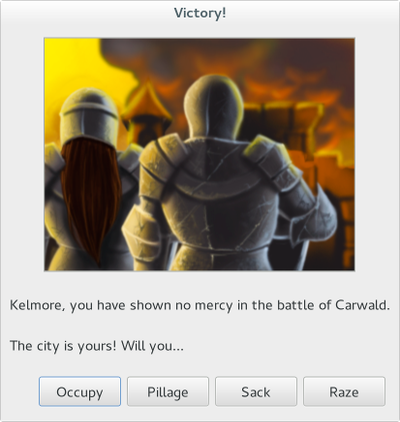 Victory!
Kelmore, you have shown no mercy in the battle of Carwald.
The city is yours! Will you...
Occupy Pillage Sack Raze